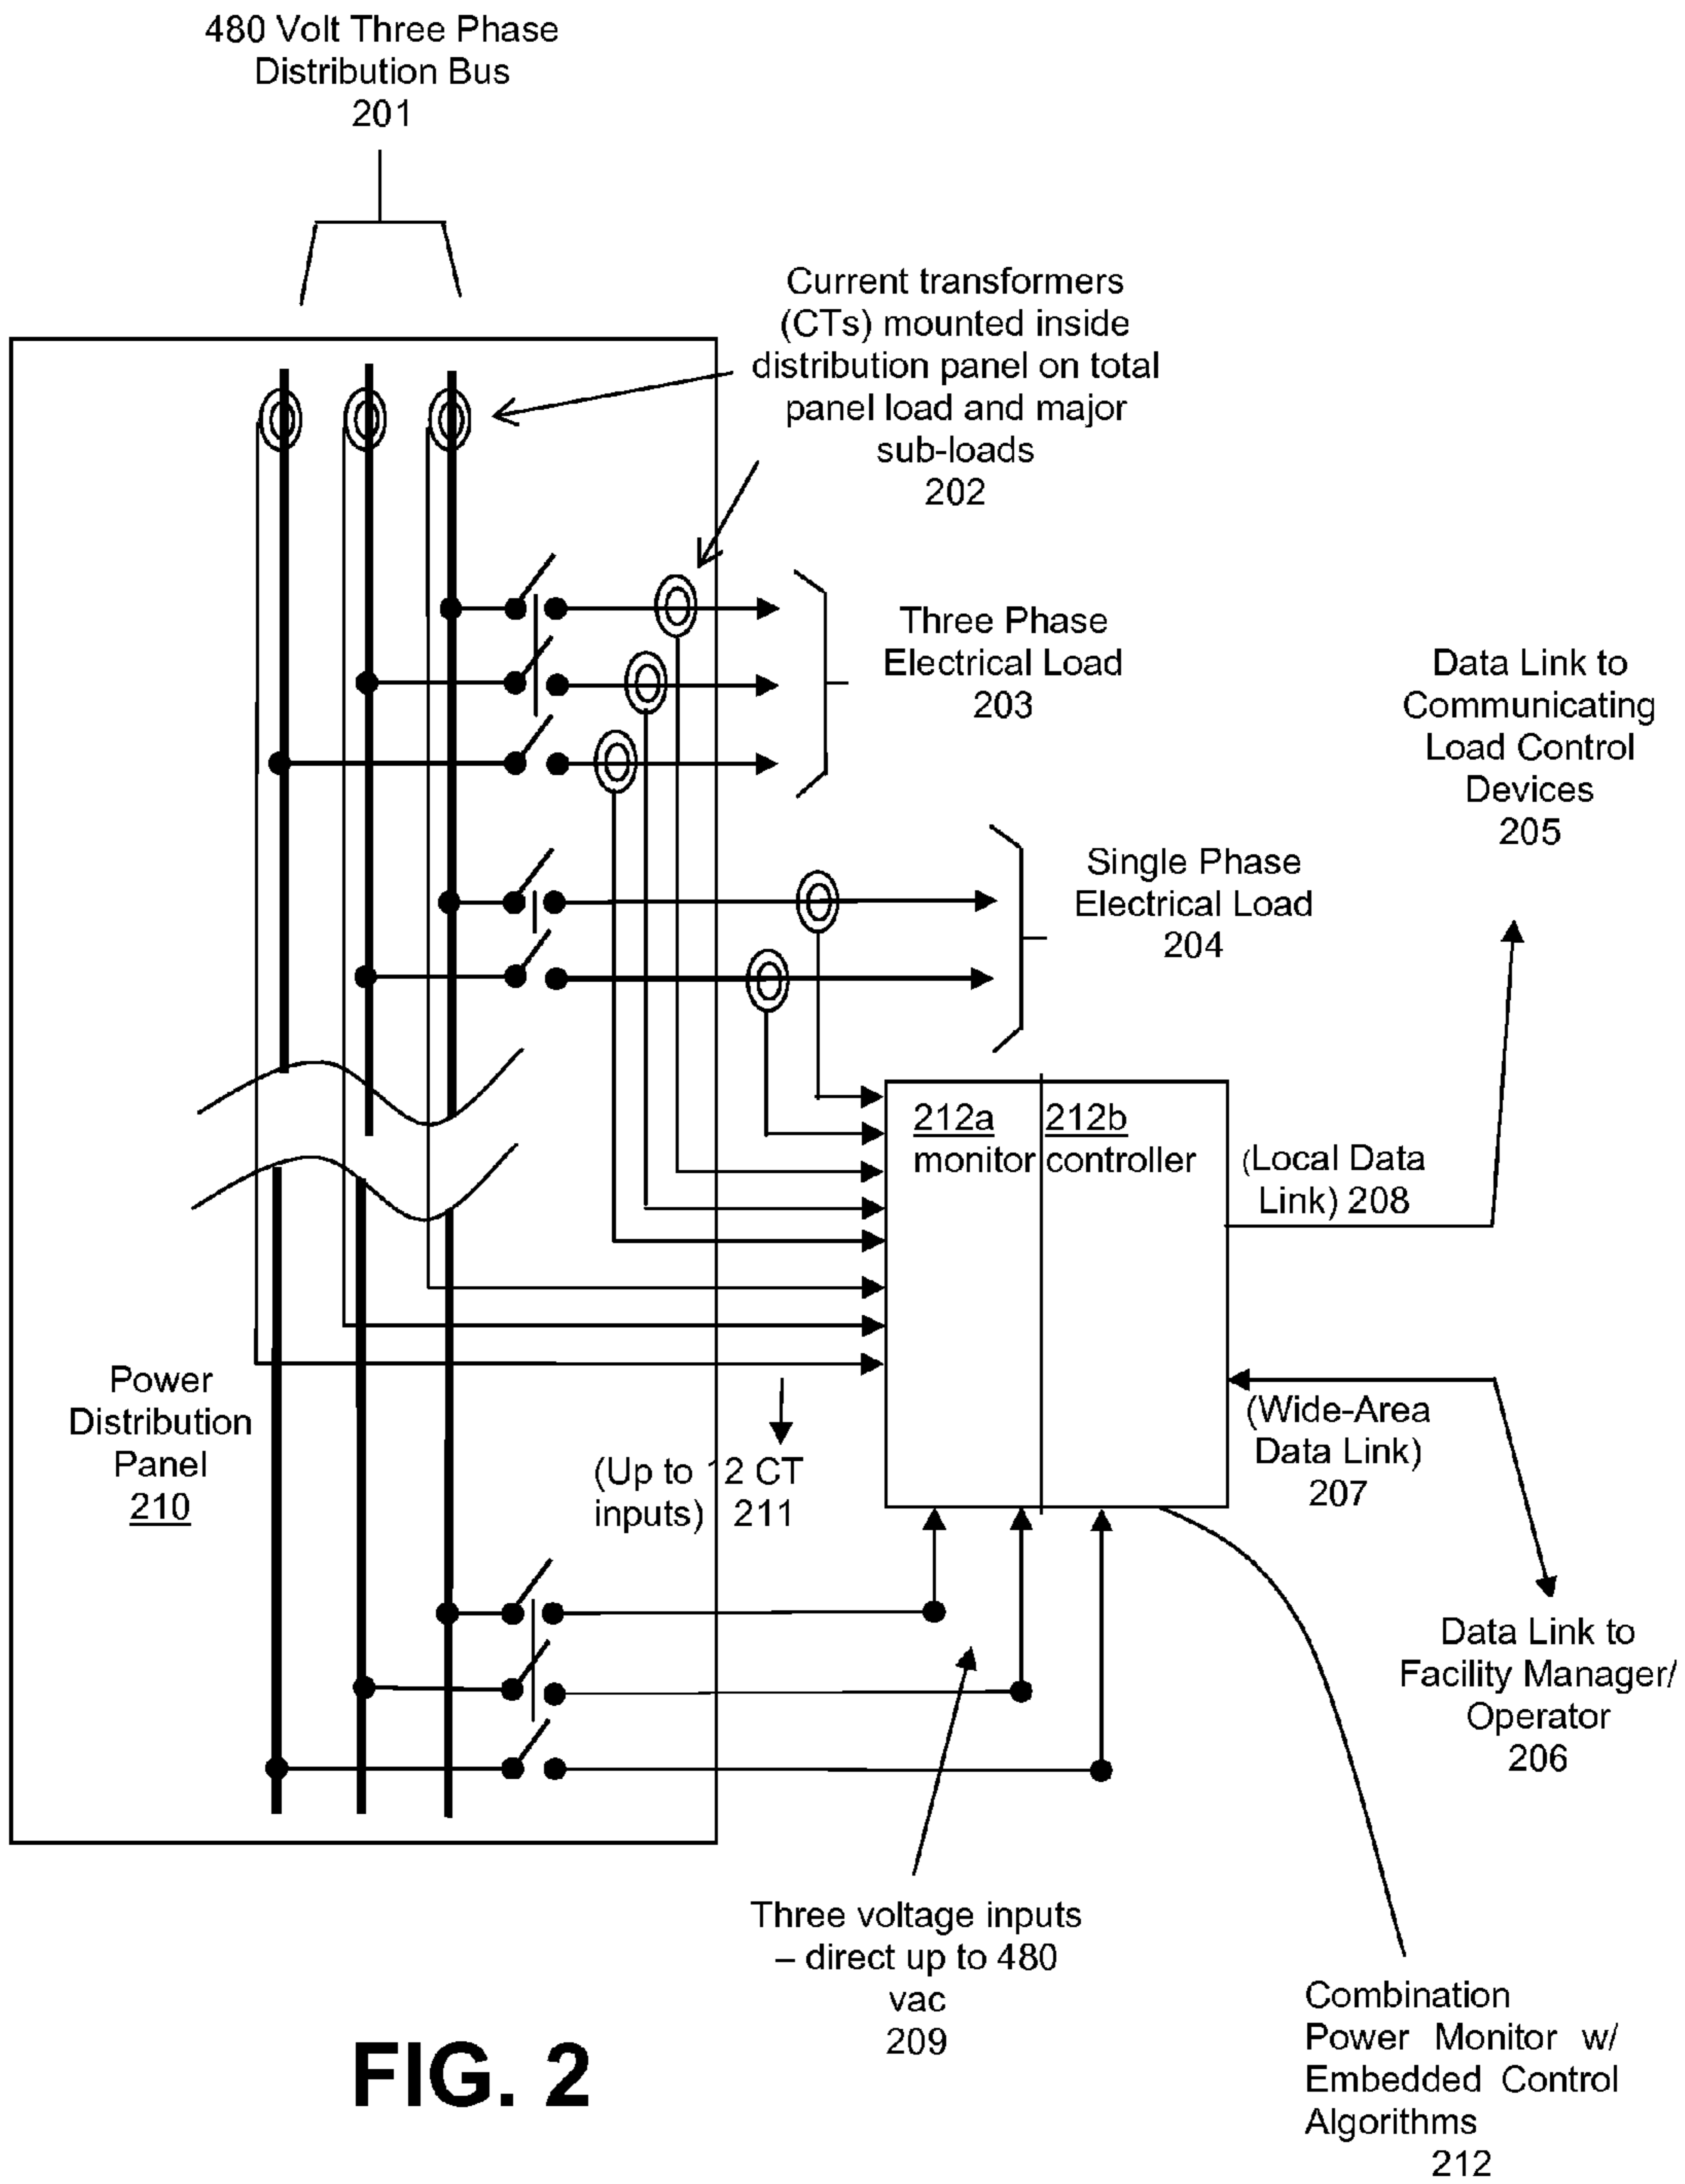 480 Volt Three Phase
Distribution Bus
201
Current transformers
(CTs) mounted inside
distribution panel on total
panel load and major
sub-loads
202
Three Phase
Electrical Load
203
Data Link to
Communicating
Load Control
Devices
205
Single Phase
Electrical Load
204
212a
monitor
212b
controller
(Local Data
Link) 208
Power
Distribution
Panel
210
(Up to 12 CT
inputs) 211
(Wide-Area
Data Link)
207
Data Link to
Facility Manager/
Operator
206
Three voltage inputs
– direct up to 480
vac
209
Combination
Power Monitor w/
Embedded Control
Algorithms
212
FIG. 2